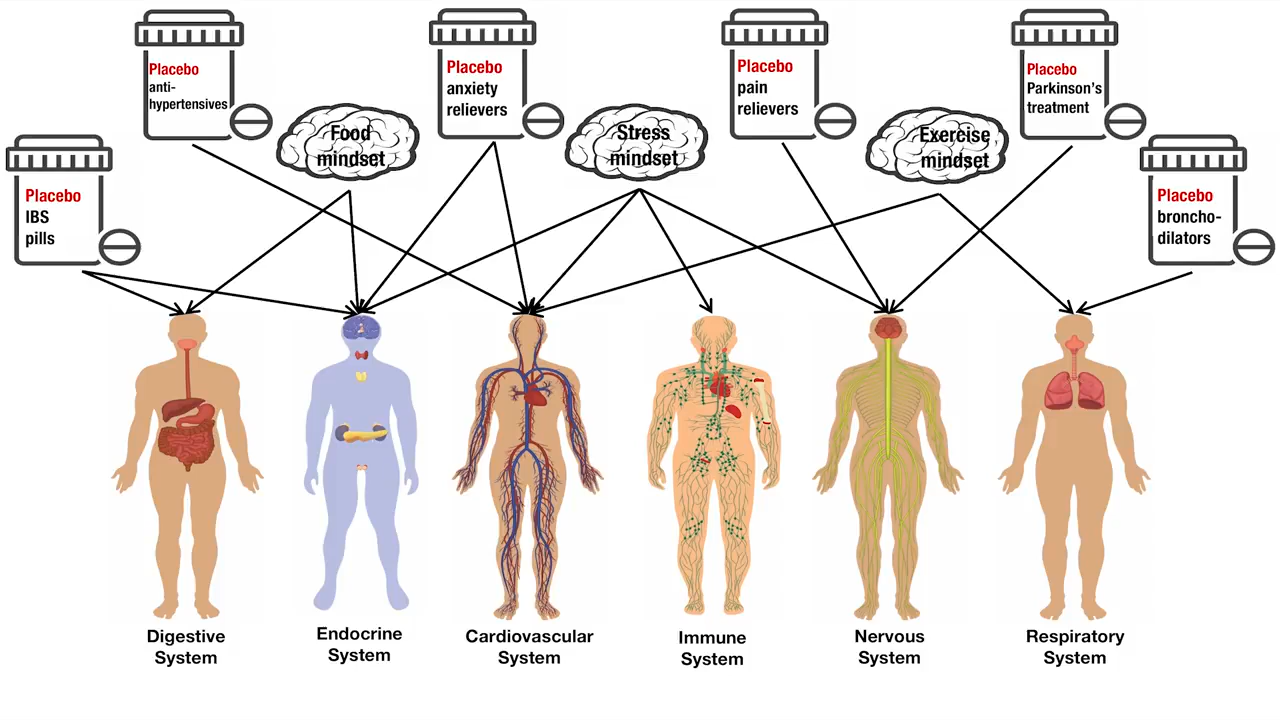 Placebo
anti-
hypertensives
Placebo
anxiety
relievers
Placebo
pain
relievers
Placebo
Parkinson's
treatment
Food
mindset
Stress
mindset
Exercise
mindset
Placebo
IBS
pills
Placebo
broncho-
dilators
Digestive
System
Endocrine
System
Cardiovascular
System
Immune
System
Nervous
System
Respiratory
System